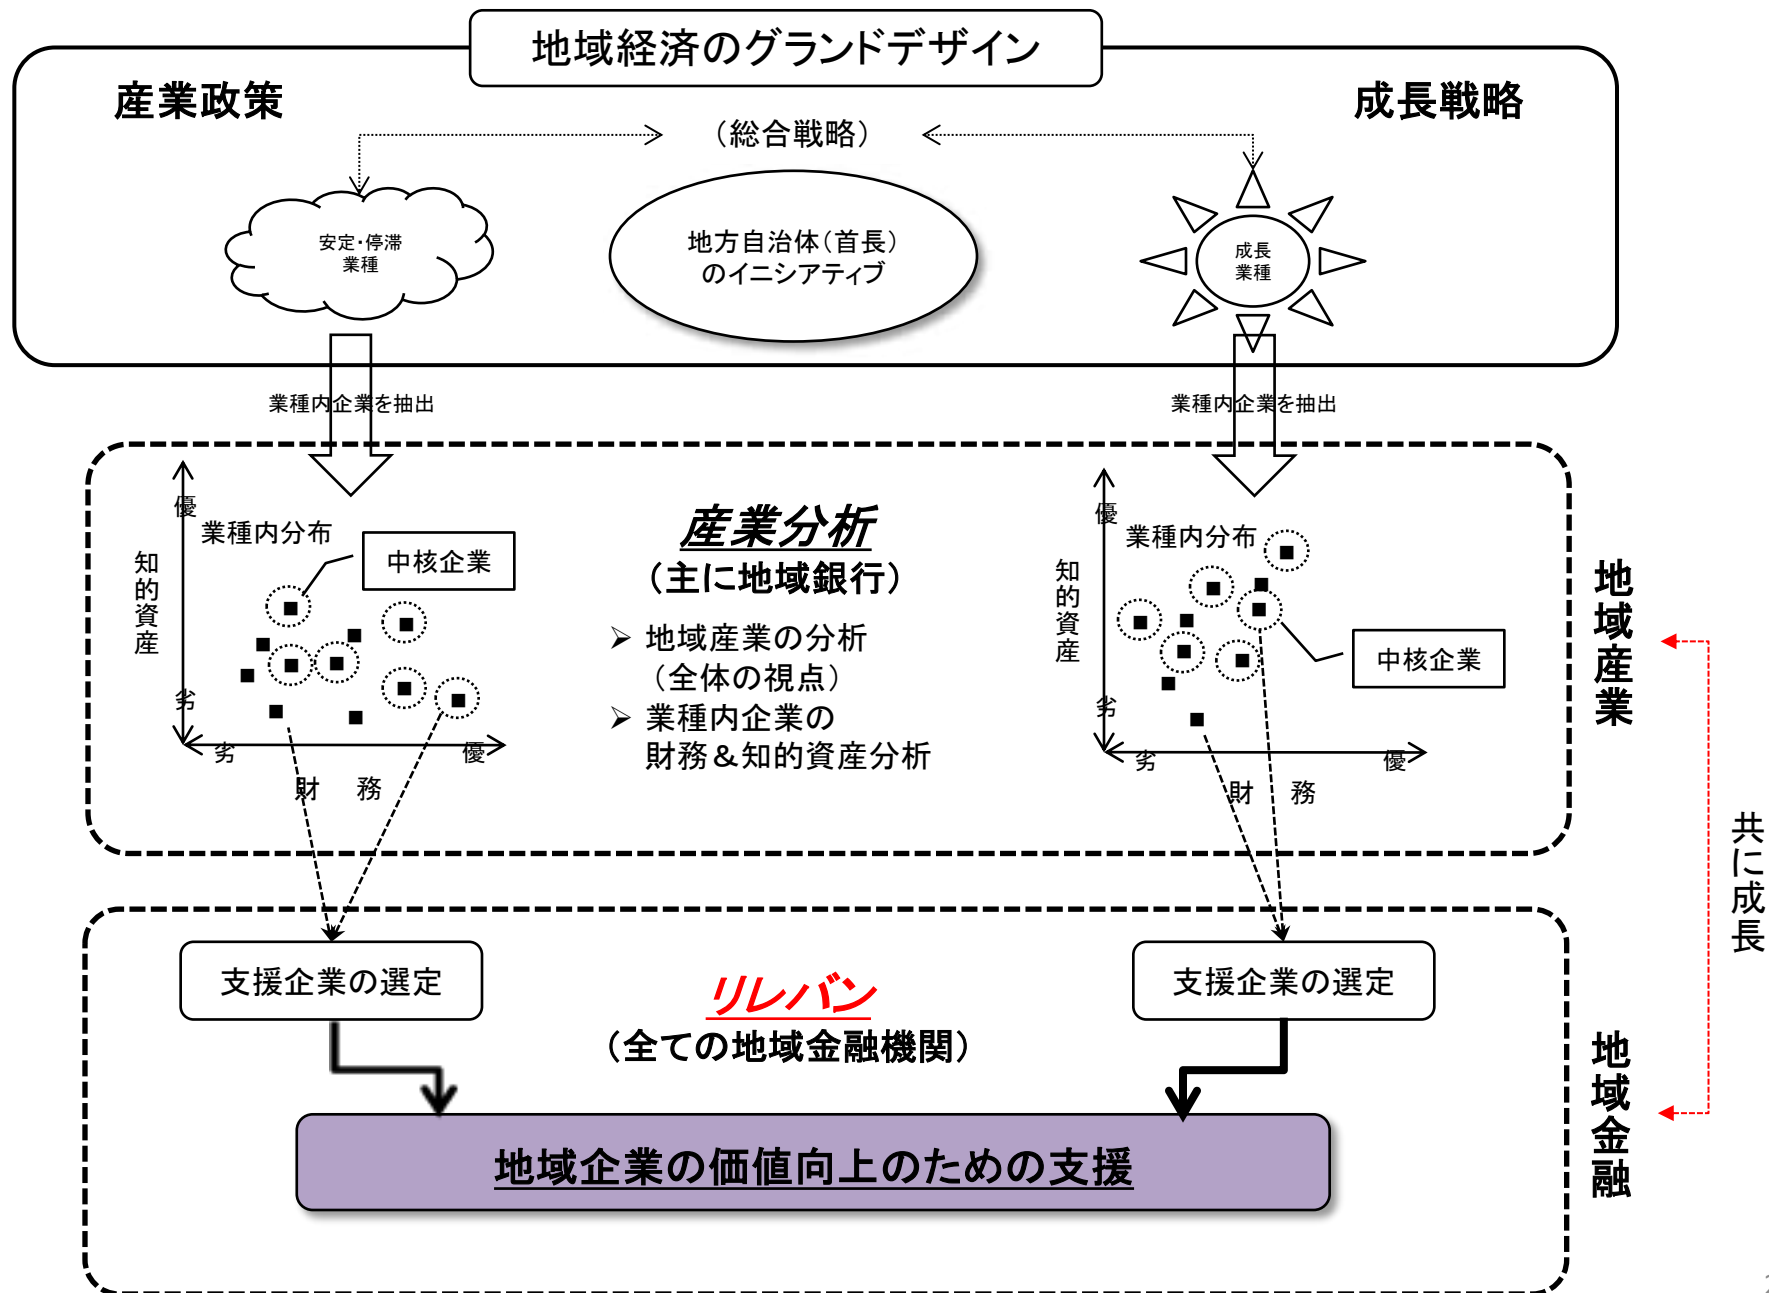 地域経済のグランドデザイン
産業政策
成長戦略
（総合戦略）
安定・停滞
業種
地方自治体（首長）
のイニシアティブ
成長
業種
業種内企業を抽出
業種内企業を抽出
優
業種内分布
中核企業
知的資産
劣
劣
優
財　務
産業分析
（主に地域銀行）
➢ 地域産業の分析
（全体の視点）
➢ 業種内企業の
財務＆知的資産分析
優
業種内分布
知的資産
中核企業
劣
劣
優
財　務
地域産業
共に成長
支援企業の選定
リレバン
（全ての地域金融機関）
支援企業の選定
地域企業の価値向上のための支援
地域金融